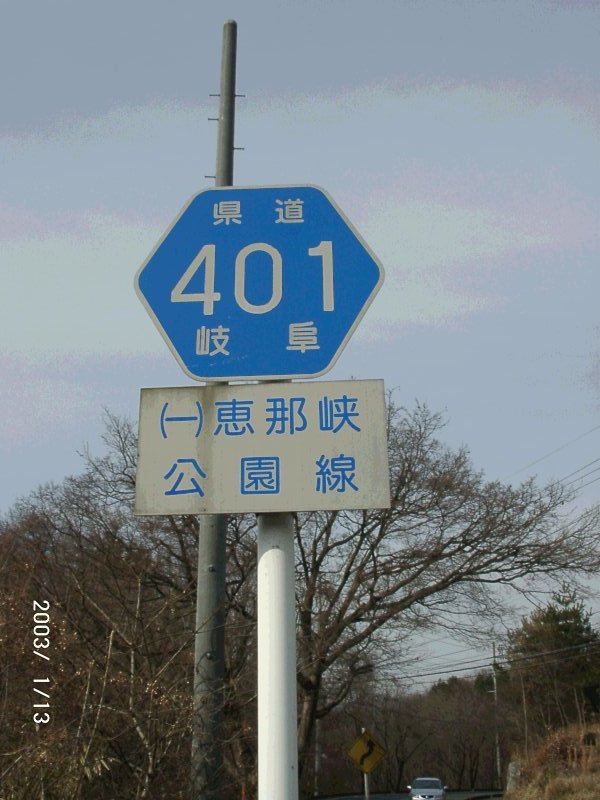 県道
401
岐阜
(一)恵那峡
公園線
2003/ 1/13